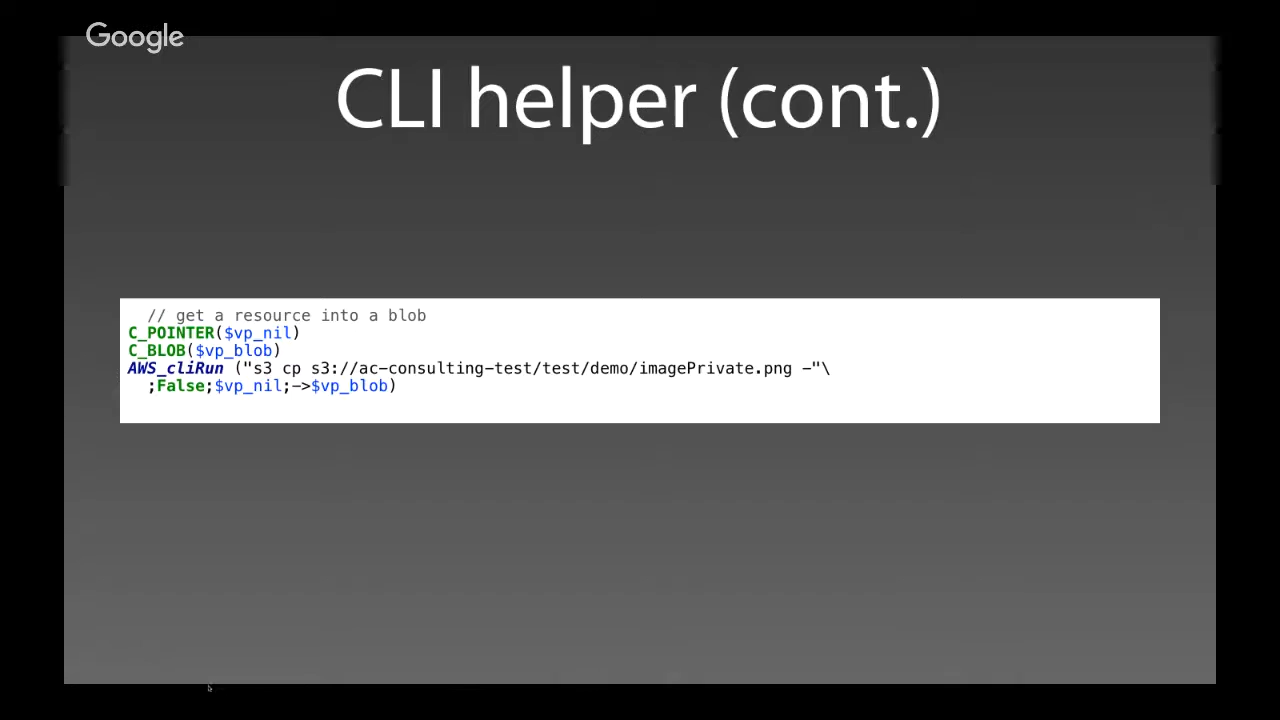 Google
CLI helper (cont.)
// get a resource into a blob
C_POINTER($vp_nil)
C_BLOB($vp_blob)
AWS_cliRun ("s3 cp s3://ac-consulting-test/test/demo/imagePrivate.png -"\
;False;$vp_nil;->$vp_blob)